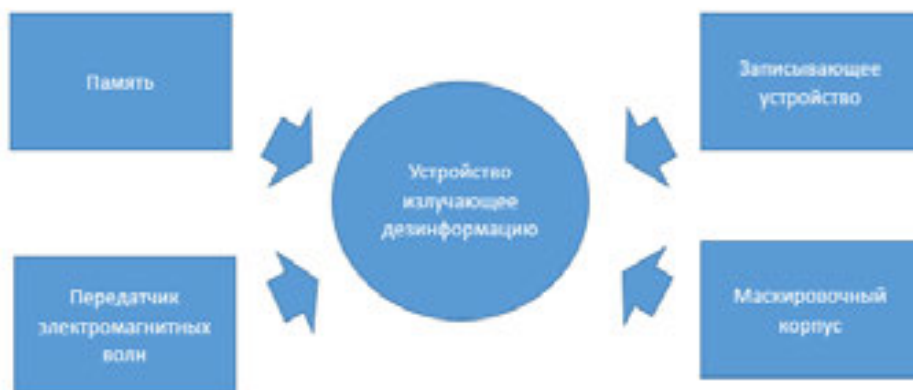 Память
Записывающее
устройство
Устройство
излучающее
дезинформацию
Передатчик
электромагнитных
волн
Маскировочный
корпус